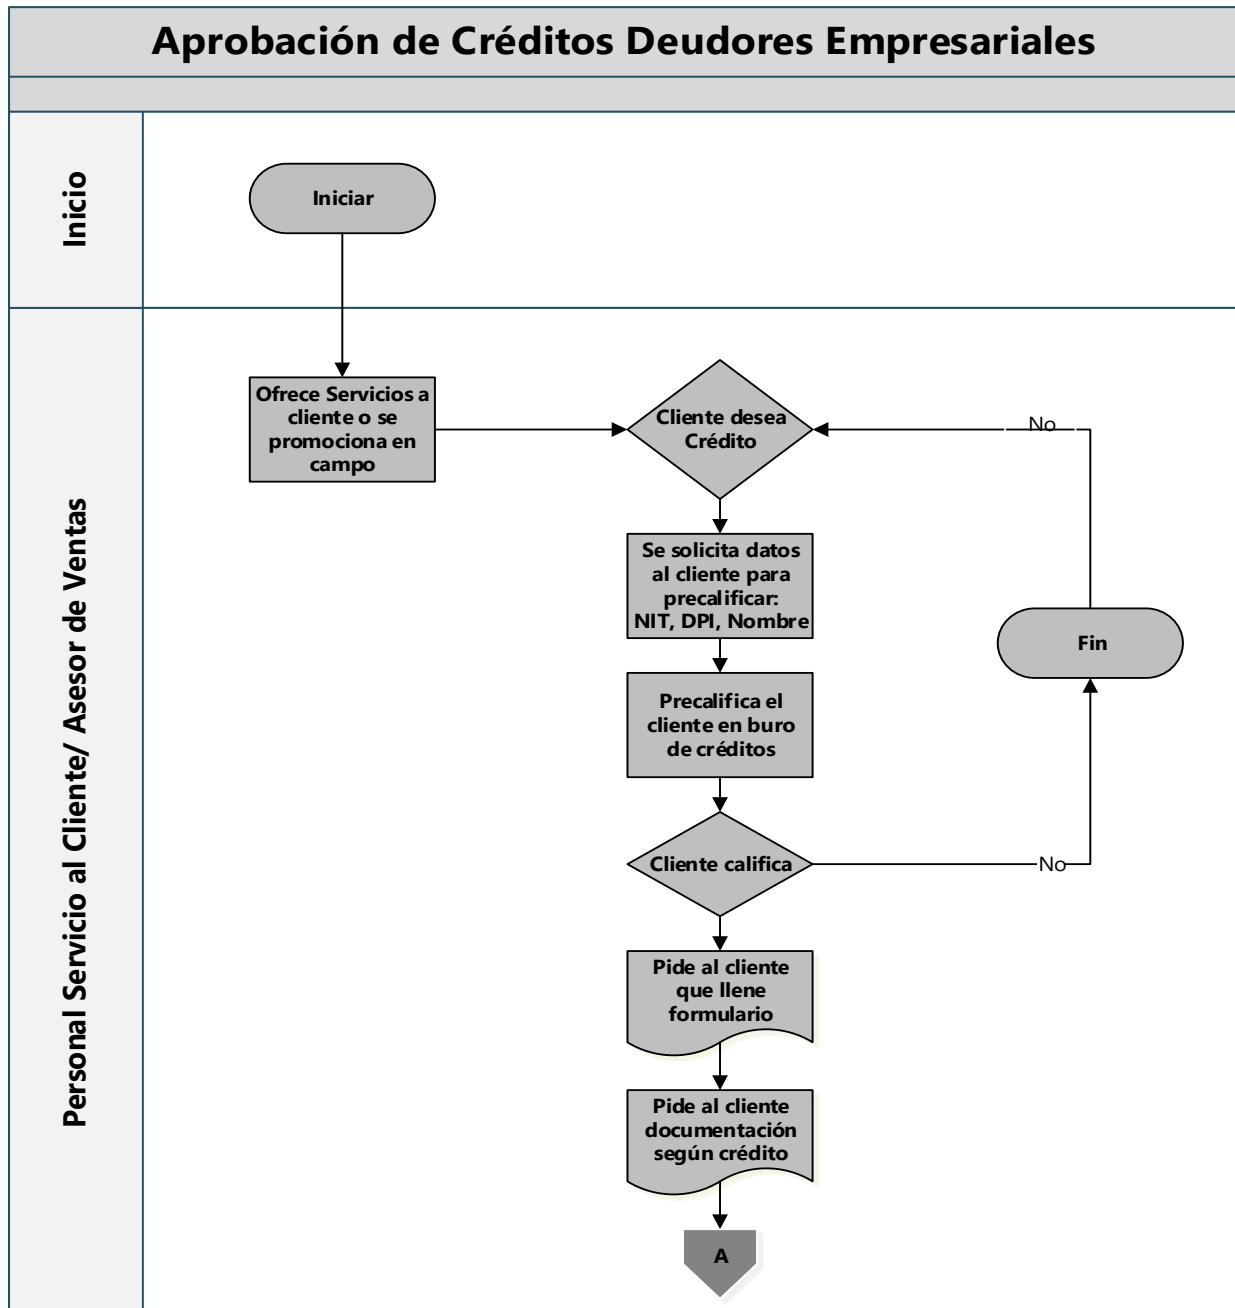 Aprobación de Créditos Deudores Empresariales
Inicio
Iniciar
Personal Servicio al Cliente/ Asesor de Ventas
Ofrece Servicios a
cliente o se
promociona en
campo
Cliente desea
Crédito
No
Se solicita datos
al cliente para
precalificar:
NIT, DPI, Nombre
Fin
Precalifica el
cliente en buro
de créditos
Cliente califica
No
Pide al cliente
que llene
formulario
Pide al cliente
documentación
según crédito
A